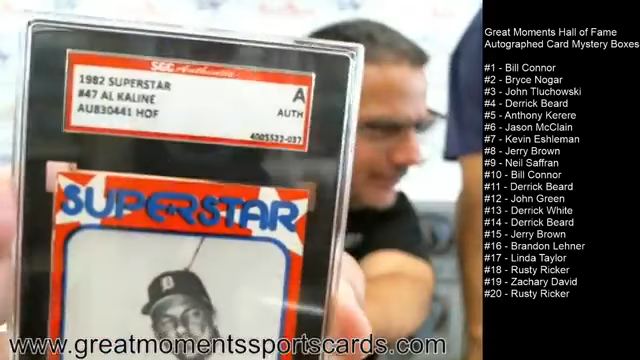 SGC Authentic
1982 SUPERSTAR
#47 AL KALINE
AU830441 HOF
A
AUTH
4005522-037
SUPERSTAR
D
www.greatmomentssportscards.com
Great Moments Hall of Fame
Autographed Card Mystery Boxes
#1 - Bill Connor
#2 - Bryce Nogar
#3 - John Tluchowski
#4 - Derrick Beard
#5 - Anthony Kerere
#6 - Jason McClain
#7 - Kevin Eshleman
#8 - Jerry Brown
#9 - Neil Saffran
#10 - Bill Connor
#11 - Derrick Beard
#12 - John Green
#13 - Derrick White
#14 - Derrick Beard
#15 - Jerry Brown
#16 - Brandon Lehner
#17 - Linda Taylor
#18 - Rusty Ricker
#19 - Zachary David
#20 - Rusty Ricker